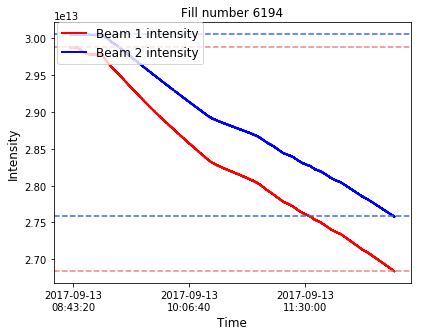 Fill number 6194
1e13
Beam 1 intensity
Beam 2 intensity
3.00
2.95
2.90
2.85
2.80
2.75
2.70
Intensity
2017-09-13
08:43:20
2017-09-13
10:06:40
2017-09-13
11:30:00
Time